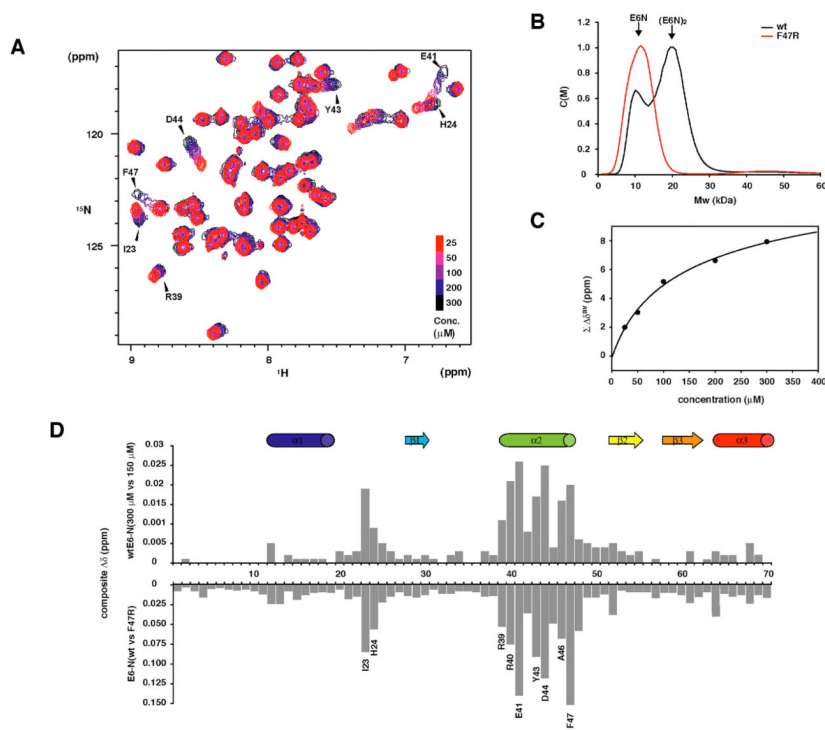 A
(ppm)
120
15N
125
E41
Y43
H24
D44
F47
I23
R39
25
50
100
200
300
Conc.
(µM)
9
8
7
1H
(ppm)
B
E6N
(E6N)2
wt
F47R
C(M)
1.2
1.0
0.8
0.6
0.4
0.2
0.0
0 10 20 30 40 50 60
Mw (kDa)
C
Σ Δδav (ppm)
8
6
4
2
0
0 50 100 150 200 250 300 350 400
concentration (µM)
D
α1 β1 α2 β2 β3 α3
composite Δδ (ppm)
wtE6-N(300 µM vs 150 µM)
0.03
0.025
0.02
0.015
0.01
0.005
0
10 20 30 40 50 60 70
E6-N(wt vs F47R)
0
0.025
0.050
0.075
0.100
0.125
0.150
I23
H24
R39
R40
E41
Y43
D44
A46
F47